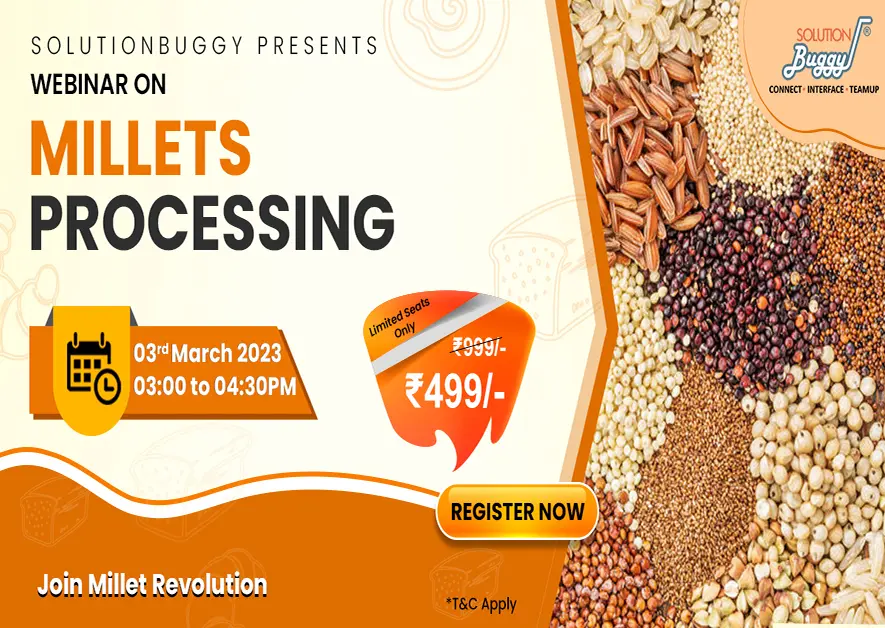 SOLUTIONBUGGY PRESENTS
WEBINAR ON
MILLETS
PROCESSING
03rd March 2023
03:00 to 04:30PM
Limited Seats
Only
₹999/-
₹499/-
REGISTER NOW
Join Millet Revolution
*T&C Apply
SOLUTION
Buggy®
CONNECT · INTERFACE · TEAMUP